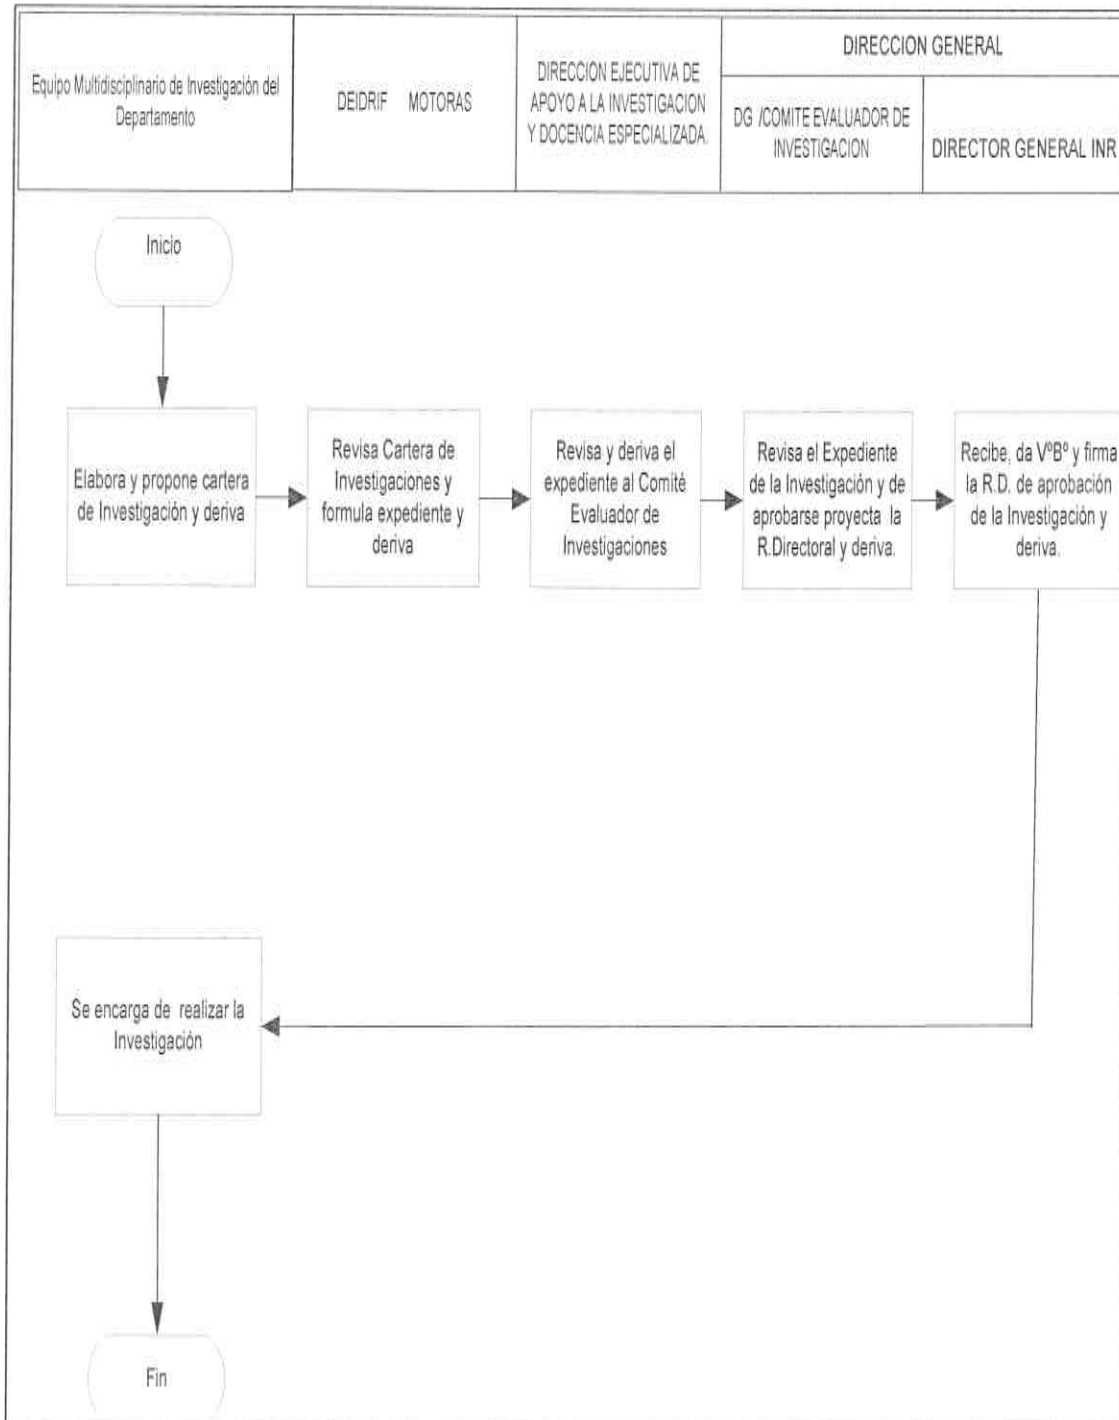 Equipo Multidisciplinario de Investigación del
Departamento
DEIDRIF MOTORAS
DIRECCION EJECUTIVA DE
APOYO A LA INVESTIGACION
Y DOCENCIA ESPECIALIZADA.
DIRECCION GENERAL
DG /COMITE EVALUADOR DE
INVESTIGACION
DIRECTOR GENERAL INR
Inicio
Elabora y propone cartera
de Investigación y deriva
Revisa Cartera de
Investigaciones y
formula expediente y
deriva
Revisa y deriva el
expediente al Comité
Evaluador de
Investigaciones
Revisa el Expediente
de la Investigación y de
aprobarse proyecta la
R.Directoral y deriva.
Recibe, da VºBº y firma
la R.D. de aprobación
de la Investigación y
deriva.
Se encarga de realizar la
Investigación
Fin